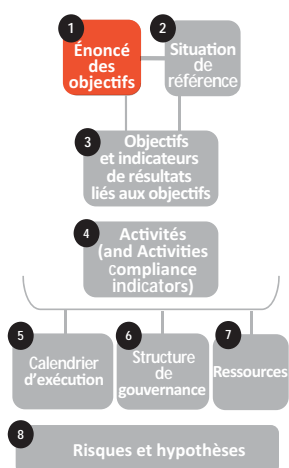 1
Énoncé
des
objectifs
2
Situation
de
référence
3
Objectifs
et indicateurs
de résultats
liés aux objectifs
4
Activités
(and Activities
compliance
indicators)
5
Calendrier
d'exécution
6
Structure
de
gouvernance
7
Ressources
8
Risques et hypothèses